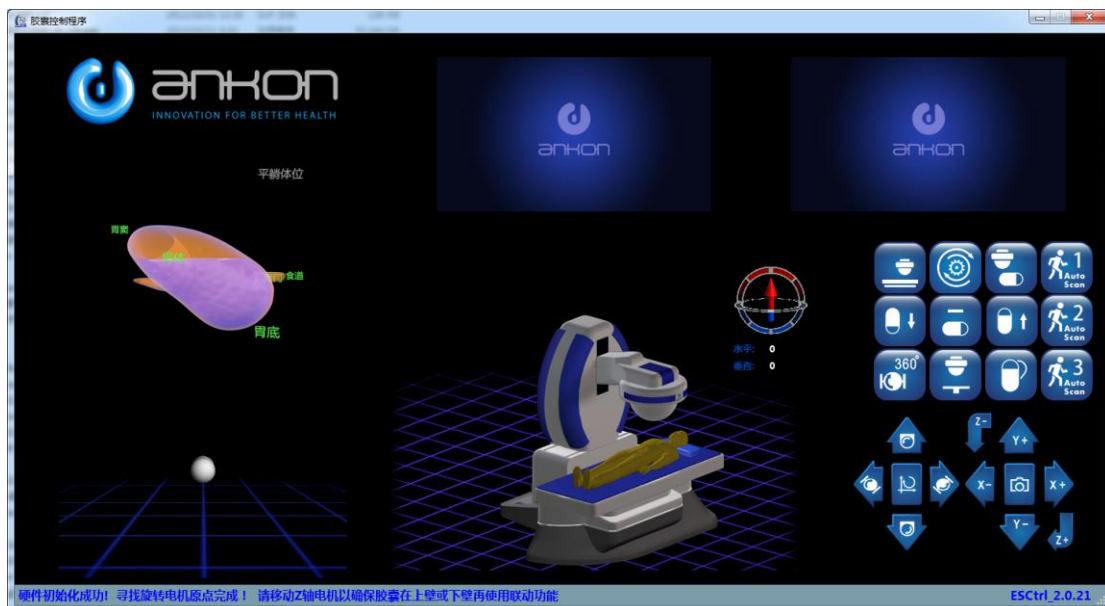 胶囊控制程序
ankon
INNOVATION FOR BETTER HEALTH
ankon
ankon
平躺体位
胃窦
胃体
食道
胃底
水平: 0
垂直: 0
1
Auto
Scan
2
Auto
Scan
360°
3
Auto
Scan
Z-
Y+
X-
X+
Y-
Z+
硬件初始化成功! 寻找旋转电机原点完成! 请移动Z轴电机以确保胶囊在上壁或下壁再使用联动功能
ESCtrl_2.0.21